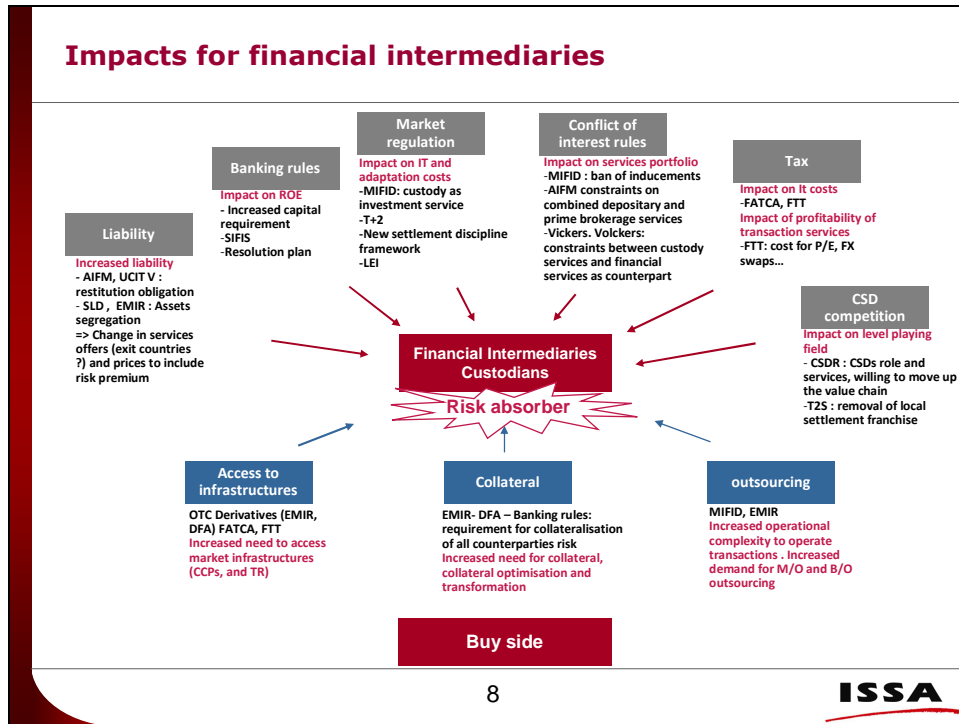 Impacts for financial intermediaries
Liability
Increased liability
- AIFM, UCIT V :
restitution obligation
- SLD , EMIR : Assets
segregation
=> Change in services
offers (exit countries
?) and prices to include
risk premium
Banking rules
Impact on ROE
- Increased capital
requirement
-SIFIS
-Resolution plan
Market
regulation
Impact on IT and
adaptation costs
-MIFID: custody as
investment service
-T+2
-New settlement discipline
framework
-LEI
Conflict of
interest rules
Impact on services portfolio
-MIFID : ban of inducements
-AIFM constraints on
combined depositary and
prime brokerage services
-Vickers. Volckers:
constraints between custody
services and financial
services as counterpart
Tax
Impact on It costs
-FATCA, FTT
Impact of profitability of
transaction services
-FTT: cost for P/E, FX
swaps...
CSD
competition
Impact on level playing
field
- CSDR : CSDs role and
services, willing to move up
the value chain
-T2S : removal of local
settlement franchise
Financial Intermediaries
Custodians
Risk absorber
Access to
infrastructures
OTC Derivatives (EMIR,
DFA) FATCA, FTT
Increased need to access
market infrastructures
(CCPs, and TR)
Collateral
EMIR- DFA – Banking rules:
requirement for collateralisation
of all counterparties risk
Increased need for collateral,
collateral optimisation and
transformation
outsourcing
MIFID, EMIR
Increased operational
complexity to operate
transactions . Increased
demand for M/O and B/O
outsourcing
Buy side
8
ISSA